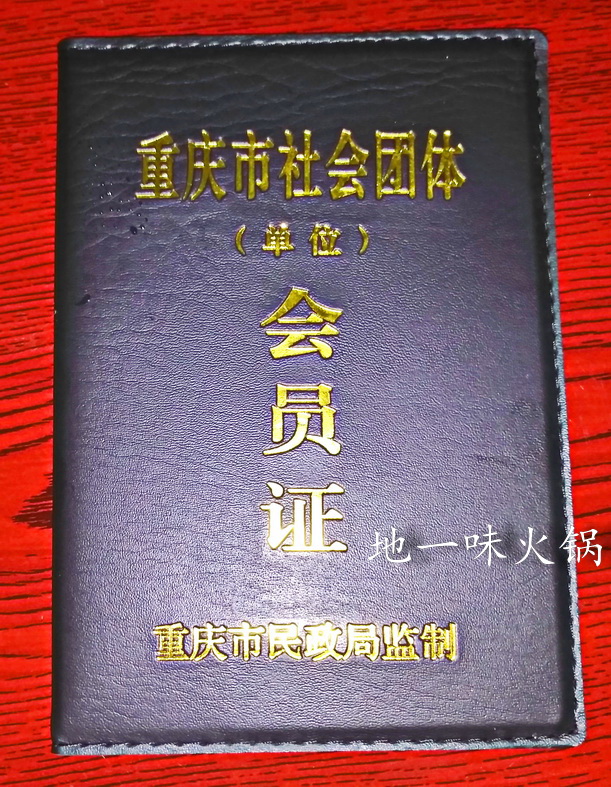 重庆市社会团体
（单位）
会
员
证
地一味火锅
重庆市民政局监制